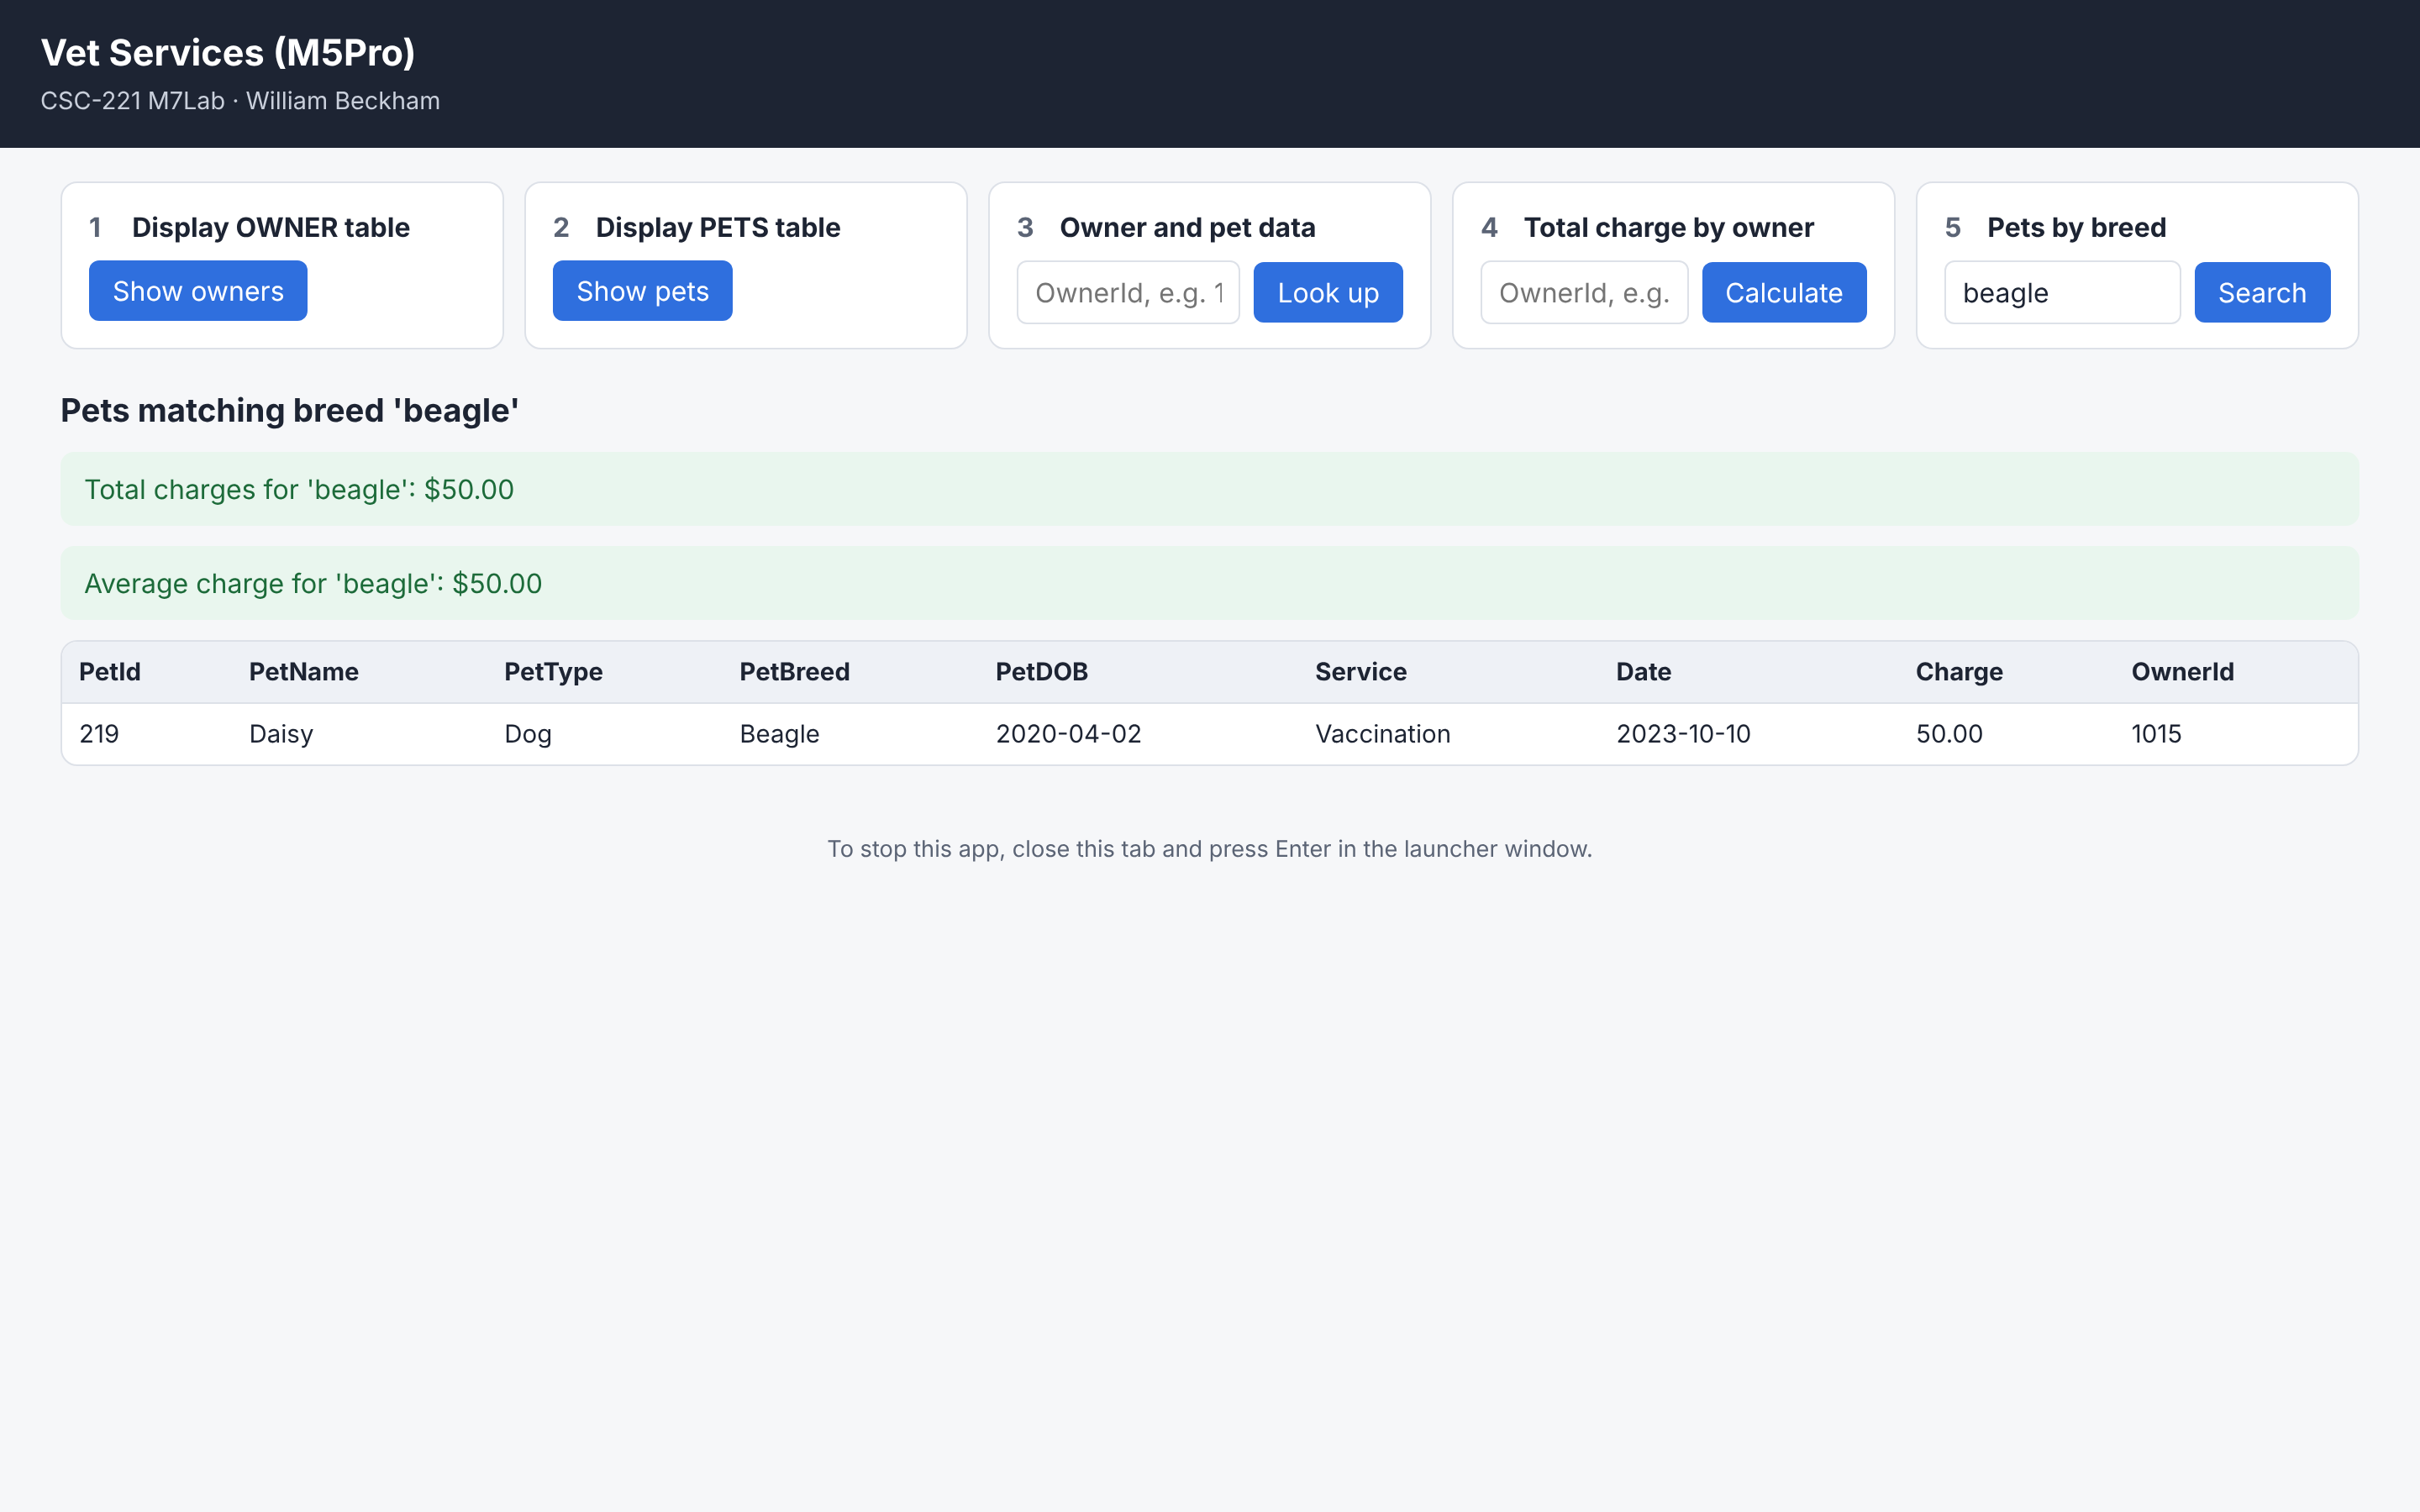 Vet Services (M5Pro)
CSC-221 M7Lab · William Beckham
1 Display OWNER table
Show owners
2 Display PETS table
Show pets
3 Owner and pet data
OwnerId, e.g. 1 Look up
4 Total charge by owner
OwnerId, e.g. Calculate
5 Pets by breed
beagle Search
Pets matching breed 'beagle'
Total charges for 'beagle': $50.00
Average charge for 'beagle': $50.00
PetId PetName PetType PetBreed PetDOB Service Date Charge OwnerId
219 Daisy Dog Beagle 2020-04-02 Vaccination 2023-10-10 50.00 1015
To stop this app, close this tab and press Enter in the launcher window.